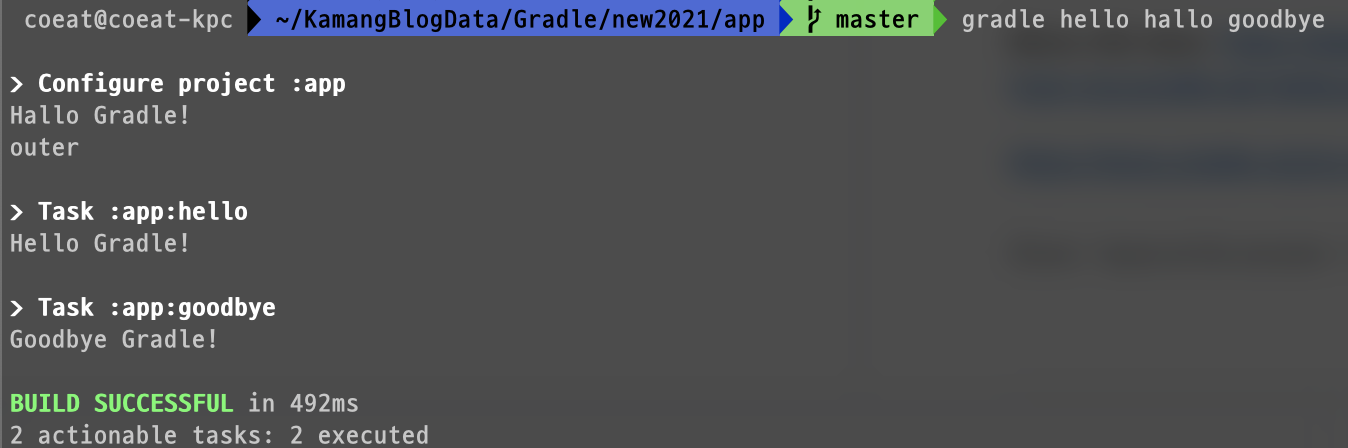 coeat@coeat-kpc ~/KamangBlogData/Gradle/new2021/app master gradle hello hallo goodbye
> Configure project :app
Hallo Gradle!
outer
> Task :app:hello
Hello Gradle!
> Task :app:goodbye
Goodbye Gradle!
BUILD SUCCESSFUL in 492ms
2 actionable tasks: 2 executed